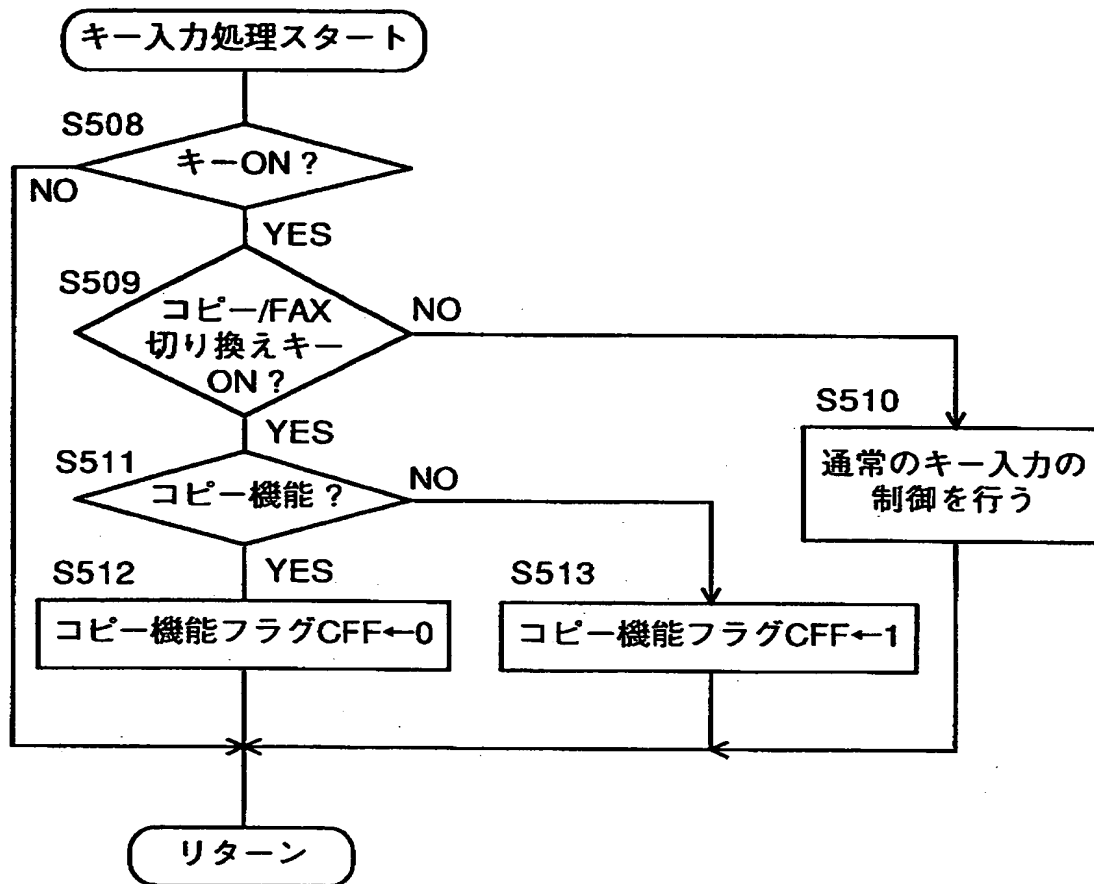 キー入力処理スタート
S508
キーON？
NO
YES
S509
コピー/FAX
切り換えキー
ON？
NO
YES
S510
通常のキー入力の
制御を行う
S511
コピー機能？
NO
YES
S512
コピー機能フラグCFF←0
S513
コピー機能フラグCFF←1
リターン